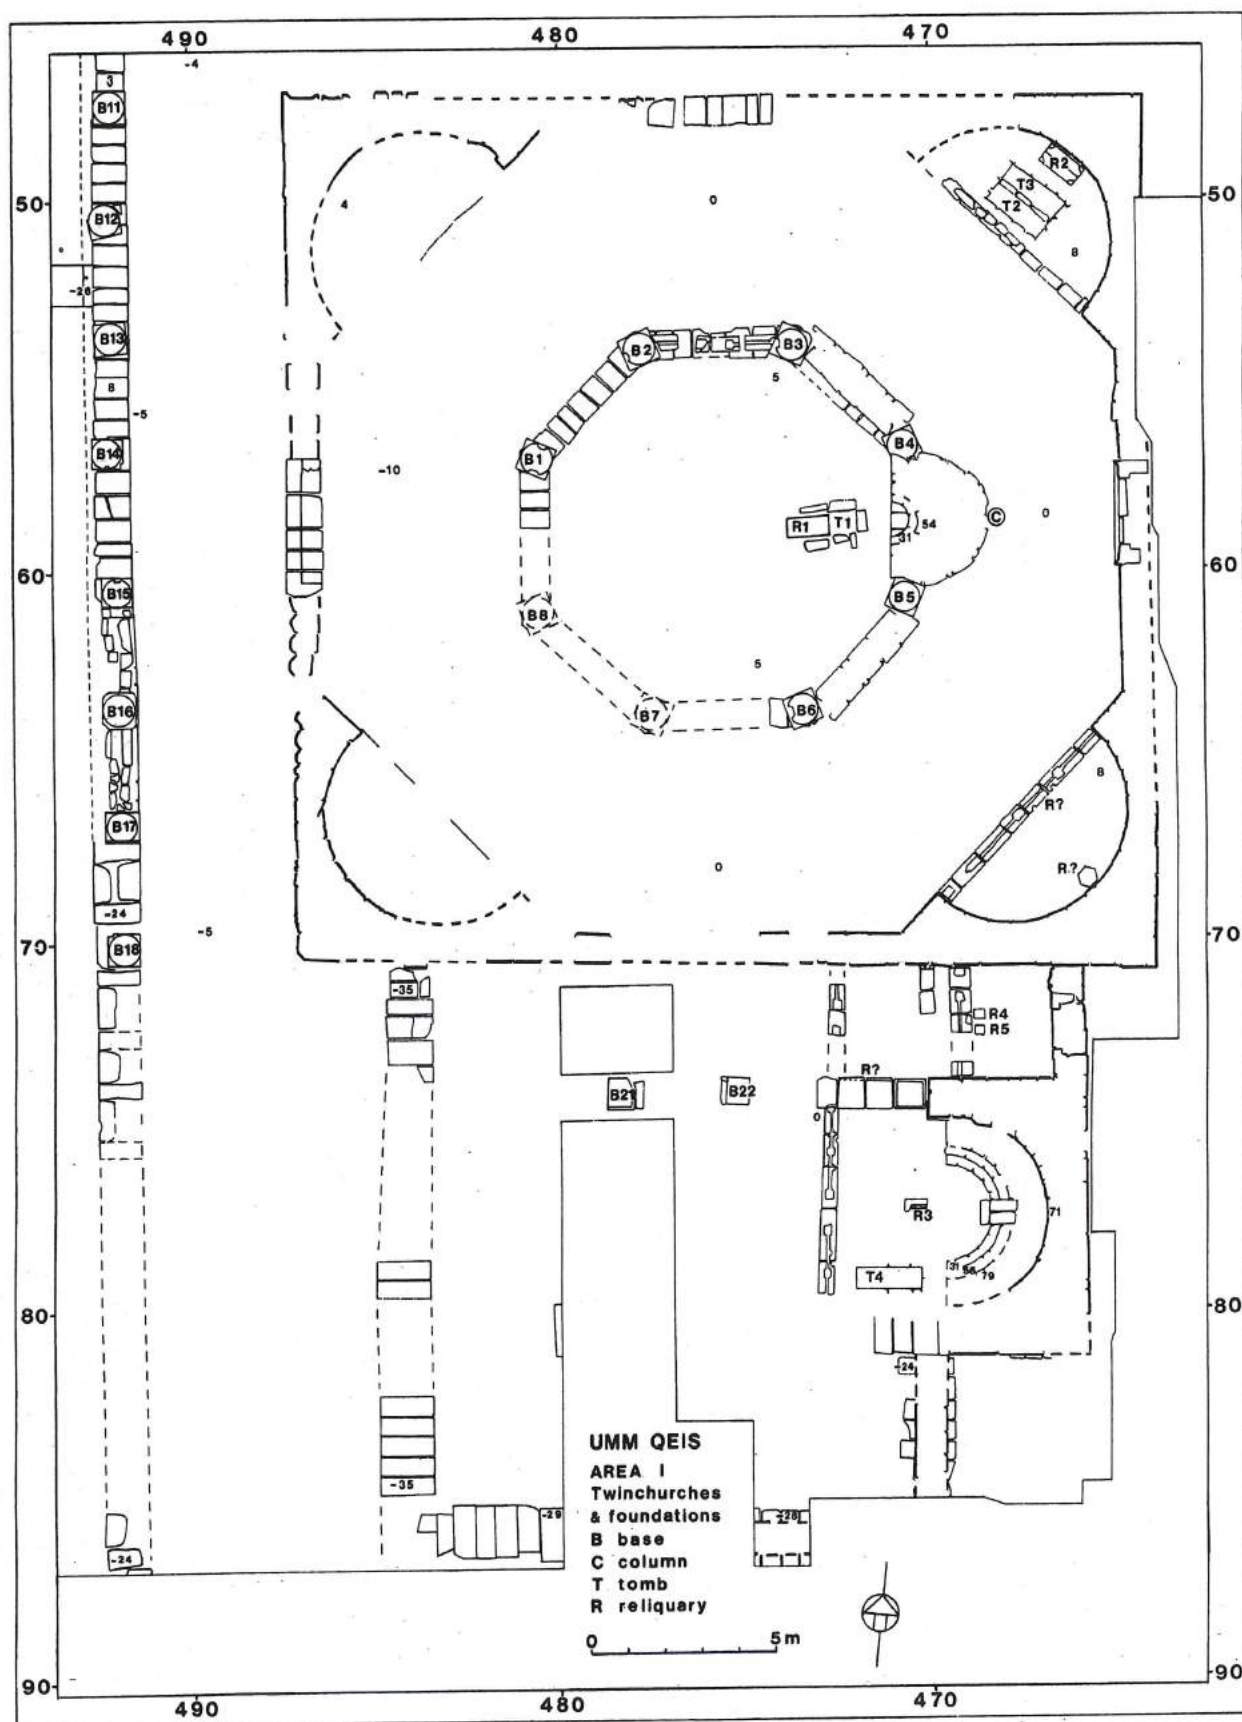 490 480 470
-4
3
B11
R2
T3
50 4 0 T2 50
B12
8
-26
B13 B2 B3
5
8
-5
B4
B14 B1
-10
R1 T1 54 C 0
31
60 60
B15 B5
B8
5
B16 B7 B6
8
R?
B17
0 R?
-24
-5
70 B18 70
-35
R4
R5
R?
B21 B22
0
R3 71
31 66 79
T4
80 80
-24
UMM QEIS
AREA I
-35 Twinchurches
-29 & foundations -28
B base
-24 C column
T tomb
R reliquary
0 5m
90 90
490 480 470